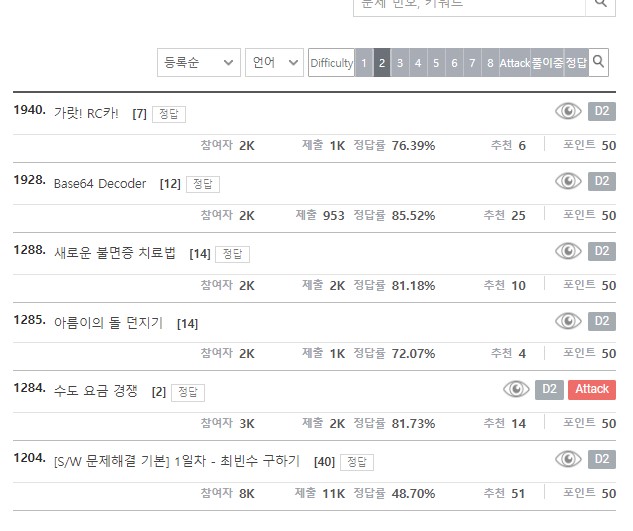 문제 번호, 키워드
등록순 언어 Difficulty 1 2 3 4 5 6 7 8 Attack 풀이중 정답
1940. 가랏! RC카! [7] 정답 D2
참여자 2K 제출 1K 정답률 76.39% 추천 6 포인트 50
1928. Base64 Decoder [12] 정답 D2
참여자 2K 제출 953 정답률 85.52% 추천 25 포인트 50
1288. 새로운 불면증 치료법 [14] 정답 D2
참여자 2K 제출 2K 정답률 81.18% 추천 10 포인트 50
1285. 아름이의 돌 던지기 [14] D2
참여자 2K 제출 1K 정답률 72.07% 추천 4 포인트 50
1284. 수도 요금 경쟁 [2] 정답 D2 Attack
참여자 3K 제출 2K 정답률 81.73% 추천 14 포인트 50
1204. [S/W 문제해결 기본] 1일차 - 최빈수 구하기 [40] 정답 D2
참여자 8K 제출 11K 정답률 48.70% 추천 51 포인트 50